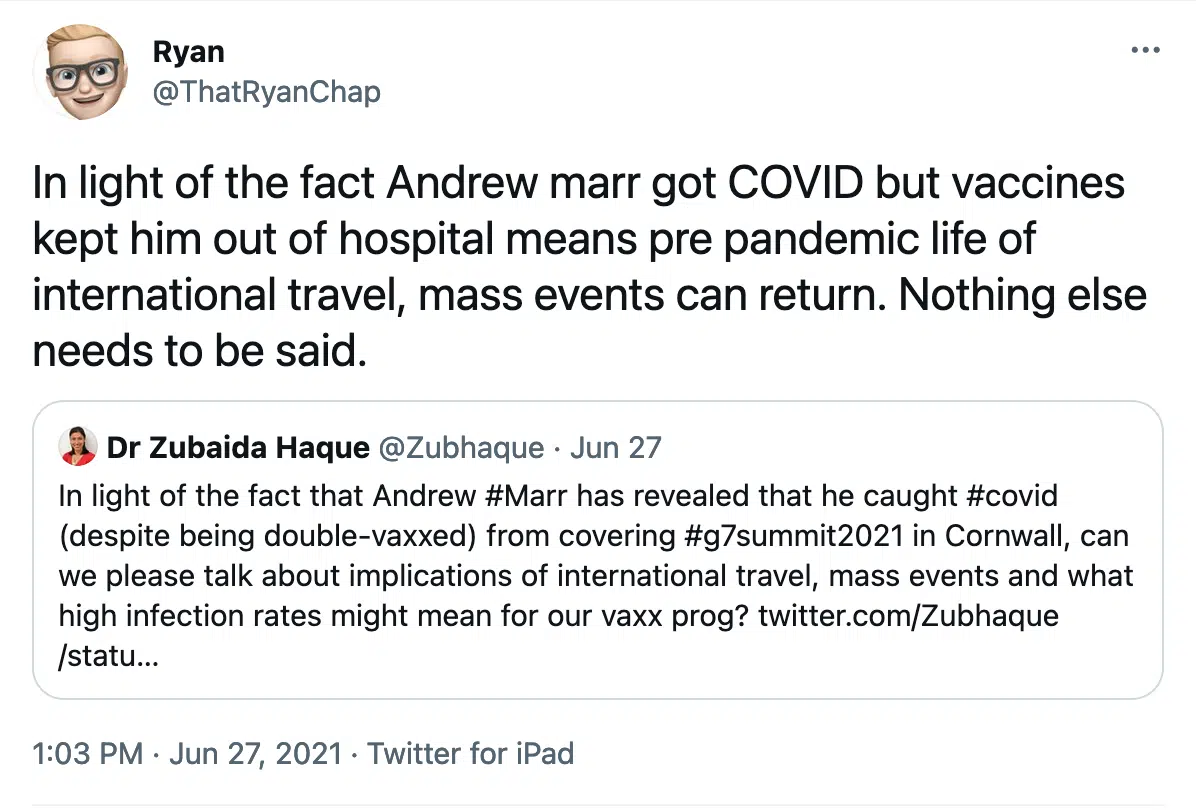 Ryan
@ThatRyanChap
In light of the fact Andrew marr got COVID but vaccines
kept him out of hospital means pre pandemic life of
international travel, mass events can return. Nothing else
needs to be said.
Dr Zubaida Haque @Zubhaque · Jun 27
In light of the fact that Andrew #Marr has revealed that he caught #covid
(despite being double-vaxxed) from covering #g7summit2021 in Cornwall, can
we please talk about implications of international travel, mass events and what
high infection rates might mean for our vaxx prog? twitter.com/Zubhaque
/statu...
1:03 PM · Jun 27, 2021 · Twitter for iPad